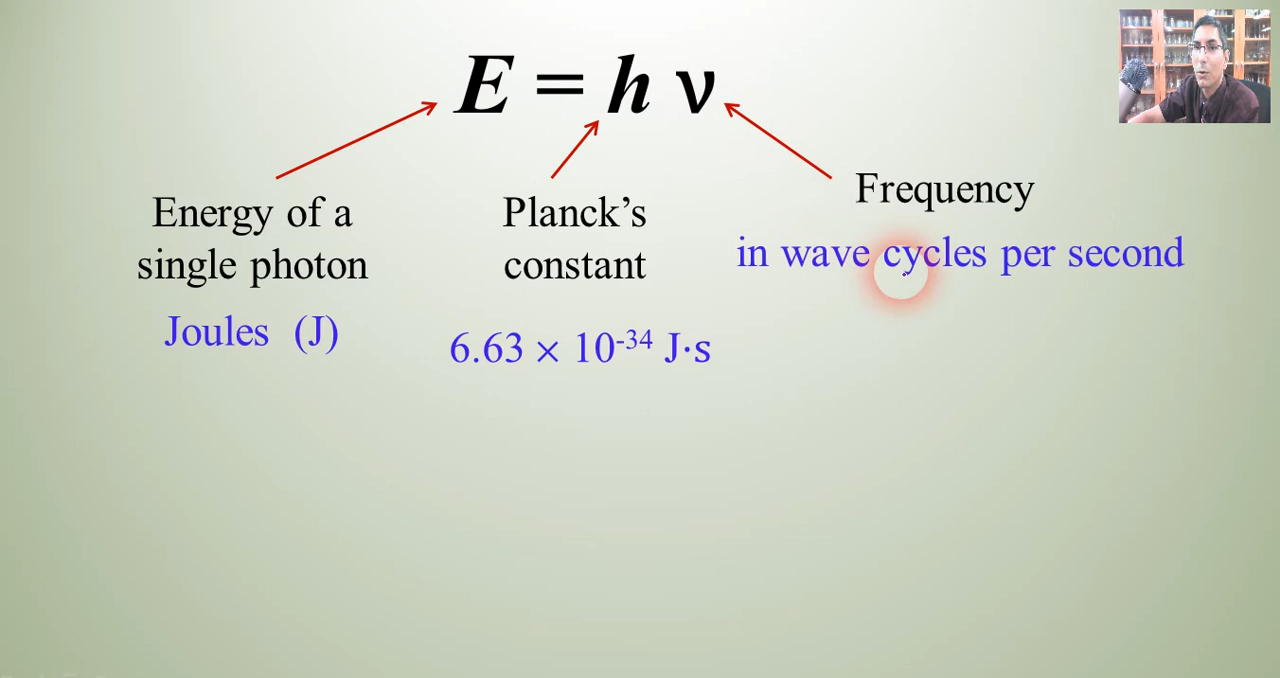 E = h ν
Energy of a
single photon
Joules (J)
Planck’s
constant
6.63 × 10⁻³⁴ J·s
Frequency
in wave cycles per second